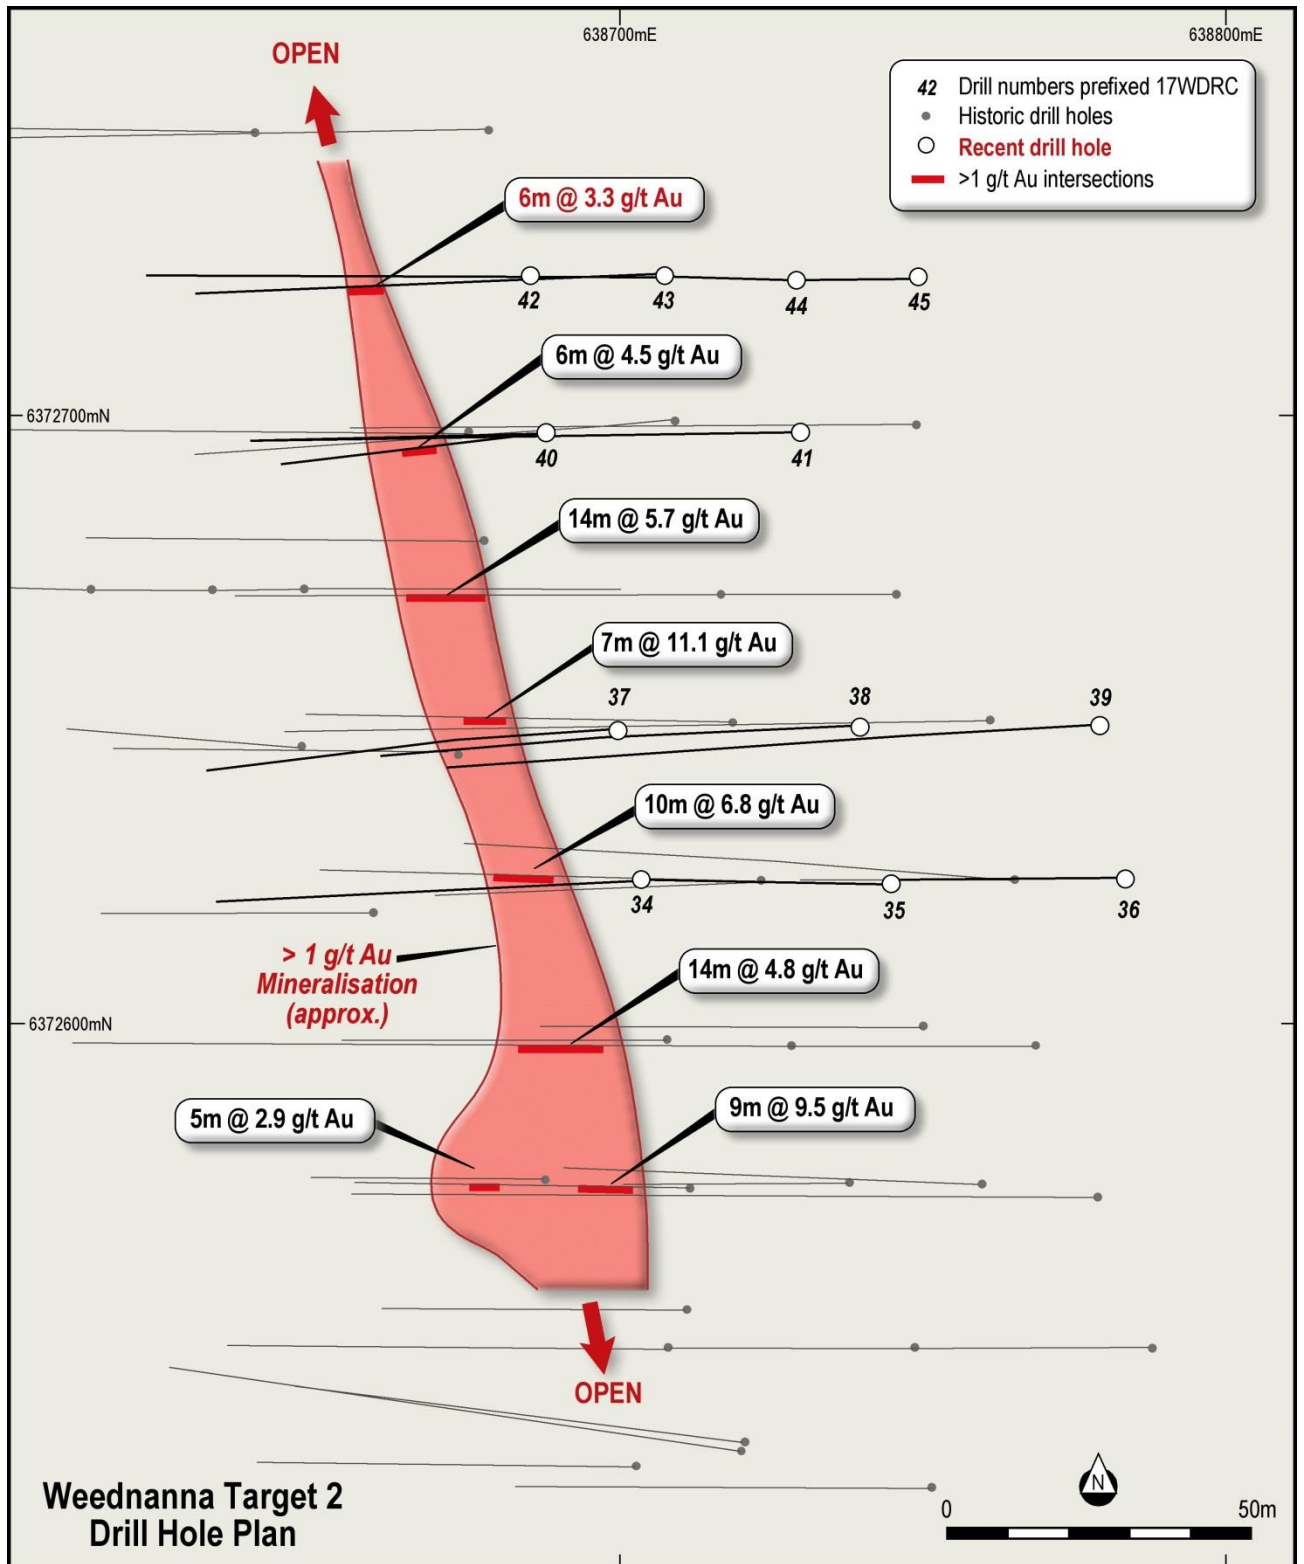 638700mE
638800mE
OPEN
42 Drill numbers prefixed 17WDRC
Historic drill holes
Recent drill hole
>1 g/t Au intersections
6m @ 3.3 g/t Au
42
43
44
45
6m @ 4.5 g/t Au
6372700mN
40
41
14m @ 5.7 g/t Au
7m @ 11.1 g/t Au
37
38
39
10m @ 6.8 g/t Au
34
35
36
> 1 g/t Au
Mineralisation
(approx.)
14m @ 4.8 g/t Au
6372600mN
5m @ 2.9 g/t Au
9m @ 9.5 g/t Au
OPEN
Weednanna Target 2
Drill Hole Plan
N
0
50m